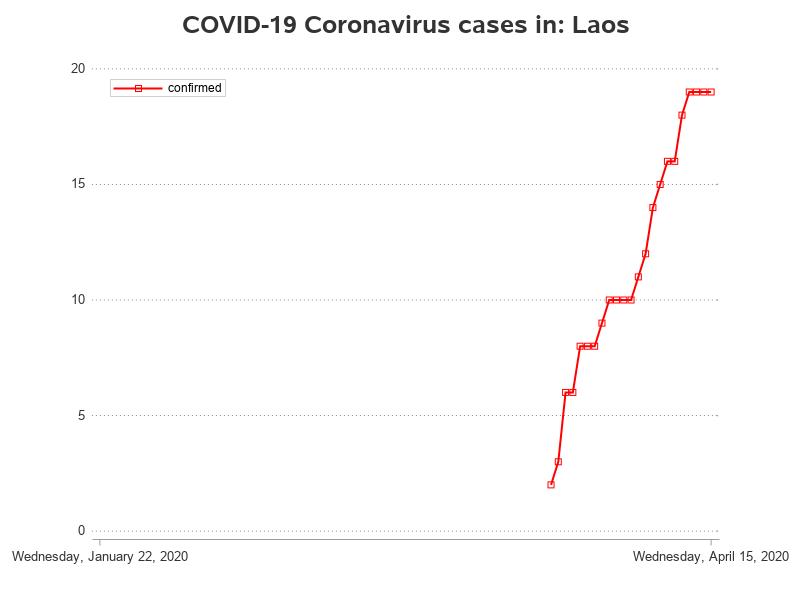 COVID-19 Coronavirus cases in: Laos
20
confirmed
15
10
5
0
Wednesday, January 22, 2020
Wednesday, April 15, 2020